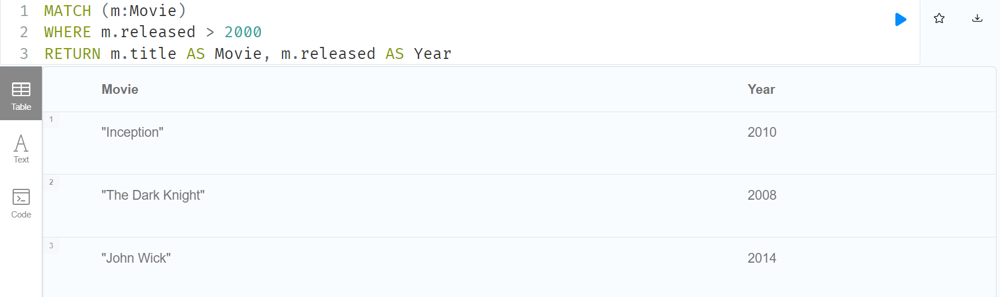 1 MATCH (m:Movie)
2 WHERE m.released > 2000
3 RETURN m.title AS Movie, m.released AS Year
Table
Text
Code
Movie Year
1 "Inception" 2010
2 "The Dark Knight" 2008
3 "John Wick" 2014